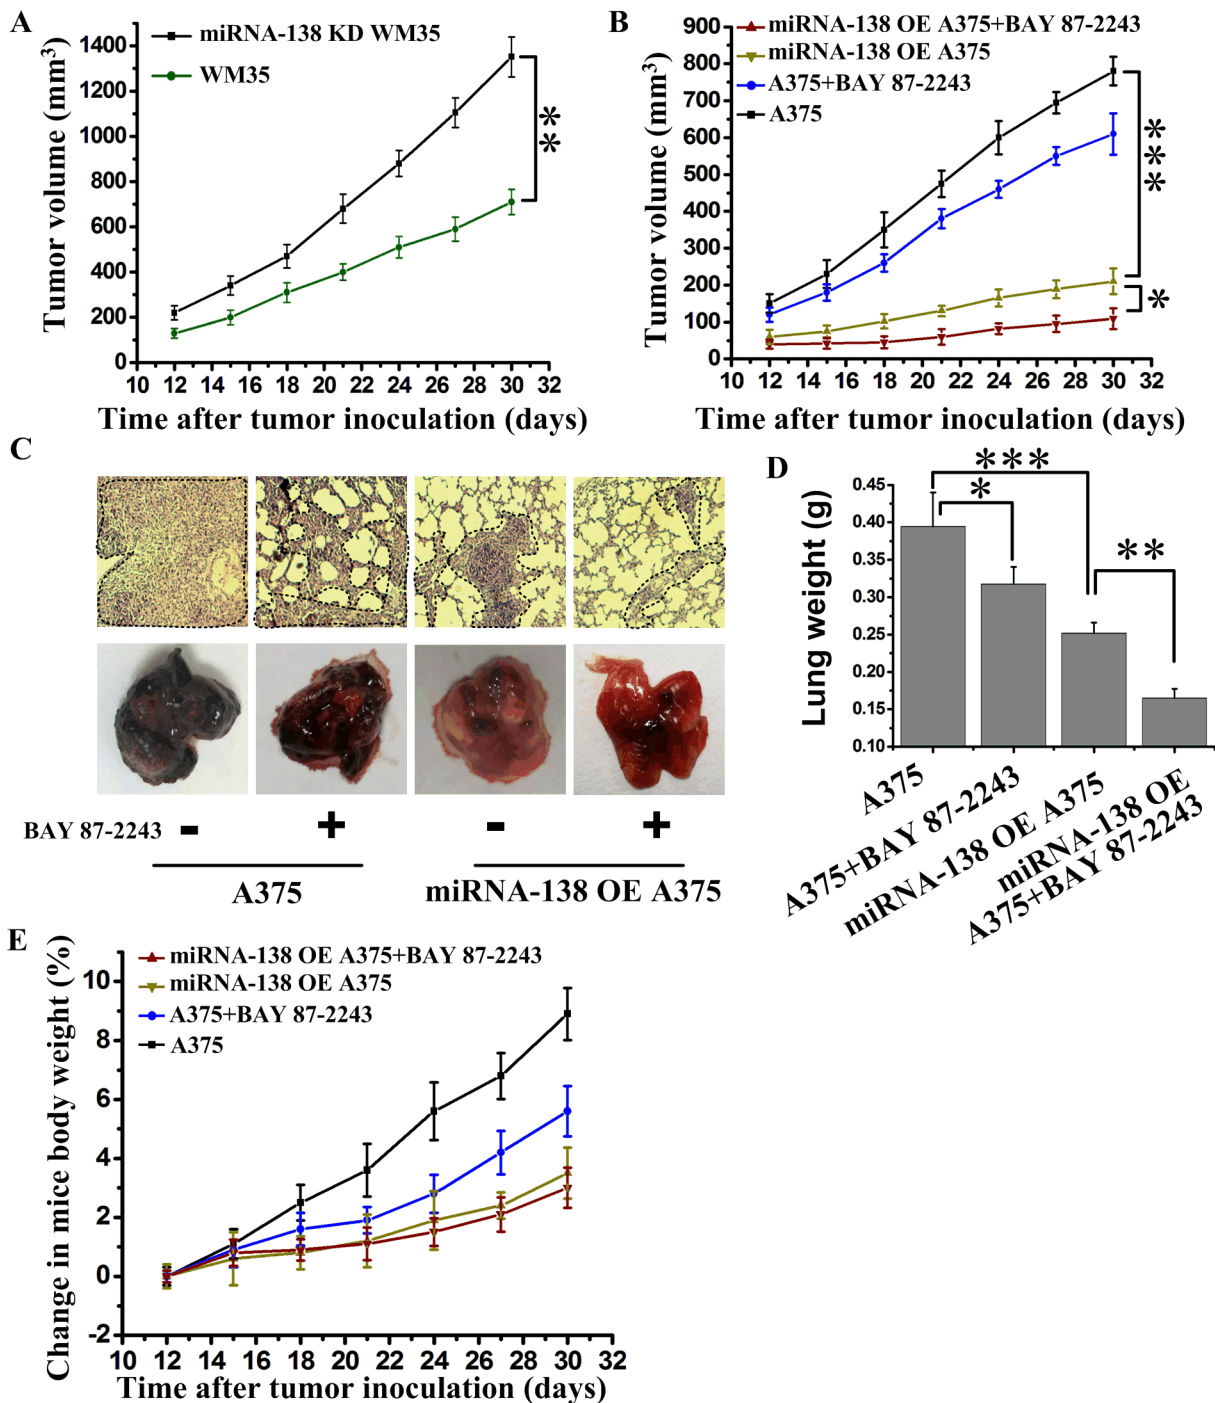 A
miRNA-138 KD WM35
WM35
Tumor volume (mm³)
1400
1200
1000
800
600
400
200
0
10 12 14 16 18 20 22 24 26 28 30 32
Time after tumor inoculation (days)
**
B
miRNA-138 OE A375+BAY 87-2243
miRNA-138 OE A375
A375+BAY 87-2243
A375
Tumor volume (mm³)
900
800
700
600
500
400
300
200
100
0
10 12 14 16 18 20 22 24 26 28 30 32
Time after tumor inoculation (days)
***
*
C
BAY 87-2243 - + - +
A375 miRNA-138 OE A375
D
Lung weight (g)
0.45
0.40
0.35
0.30
0.25
0.20
0.15
0.10
***
*
**
A375
A375+BAY 87-2243
miRNA-138 OE A375
miRNA-138 OE
A375+BAY 87-2243
E
miRNA-138 OE A375+BAY 87-2243
miRNA-138 OE A375
A375+BAY 87-2243
A375
Change in mice body weight (%)
10
8
6
4
2
0
-2
10 12 14 16 18 20 22 24 26 28 30 32
Time after tumor inoculation (days)